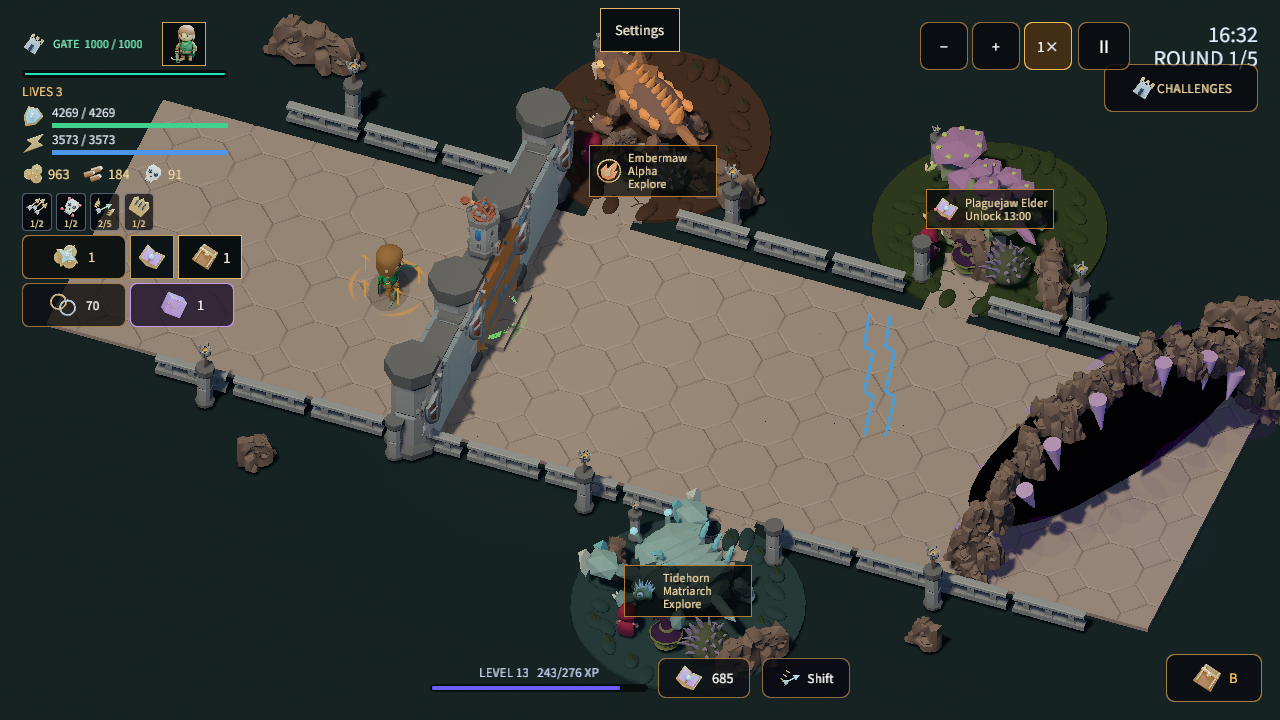 Settings
GATE 1000 / 1000
− + 1× II
16:32
ROUND 1/5
CHALLENGES
LIVES 3
4269 / 4269
3573 / 3573
963 184 91
1/2 1/2 2/5 1/2
1 1
70 1
Embermaw
Alpha
Explore
Plaguejaw Elder
Unlock 13:00
Tidehorn
Matriarch
Explore
LEVEL 13 243/276 XP
685
Shift
B